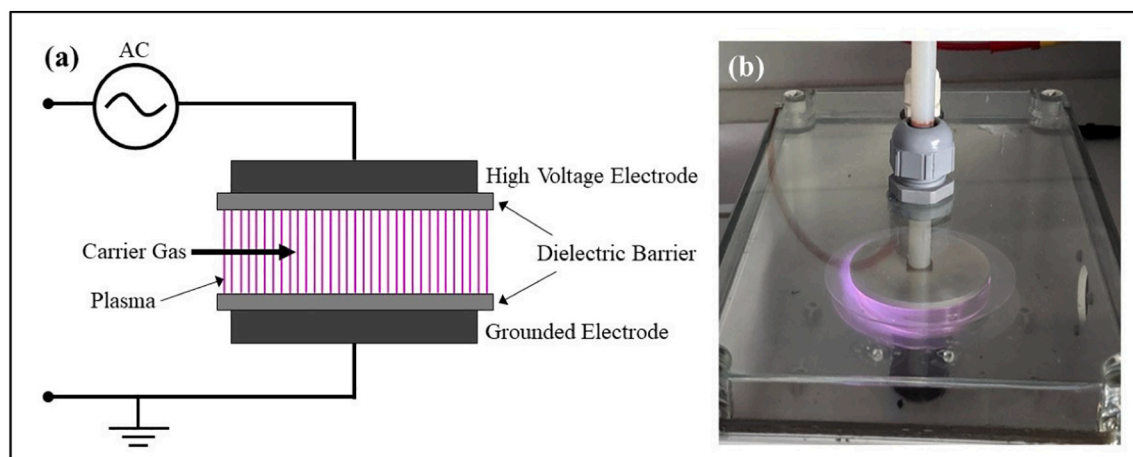 (a)
AC
High Voltage Electrode
Carrier Gas
Dielectric Barrier
Plasma
Grounded Electrode
(b)